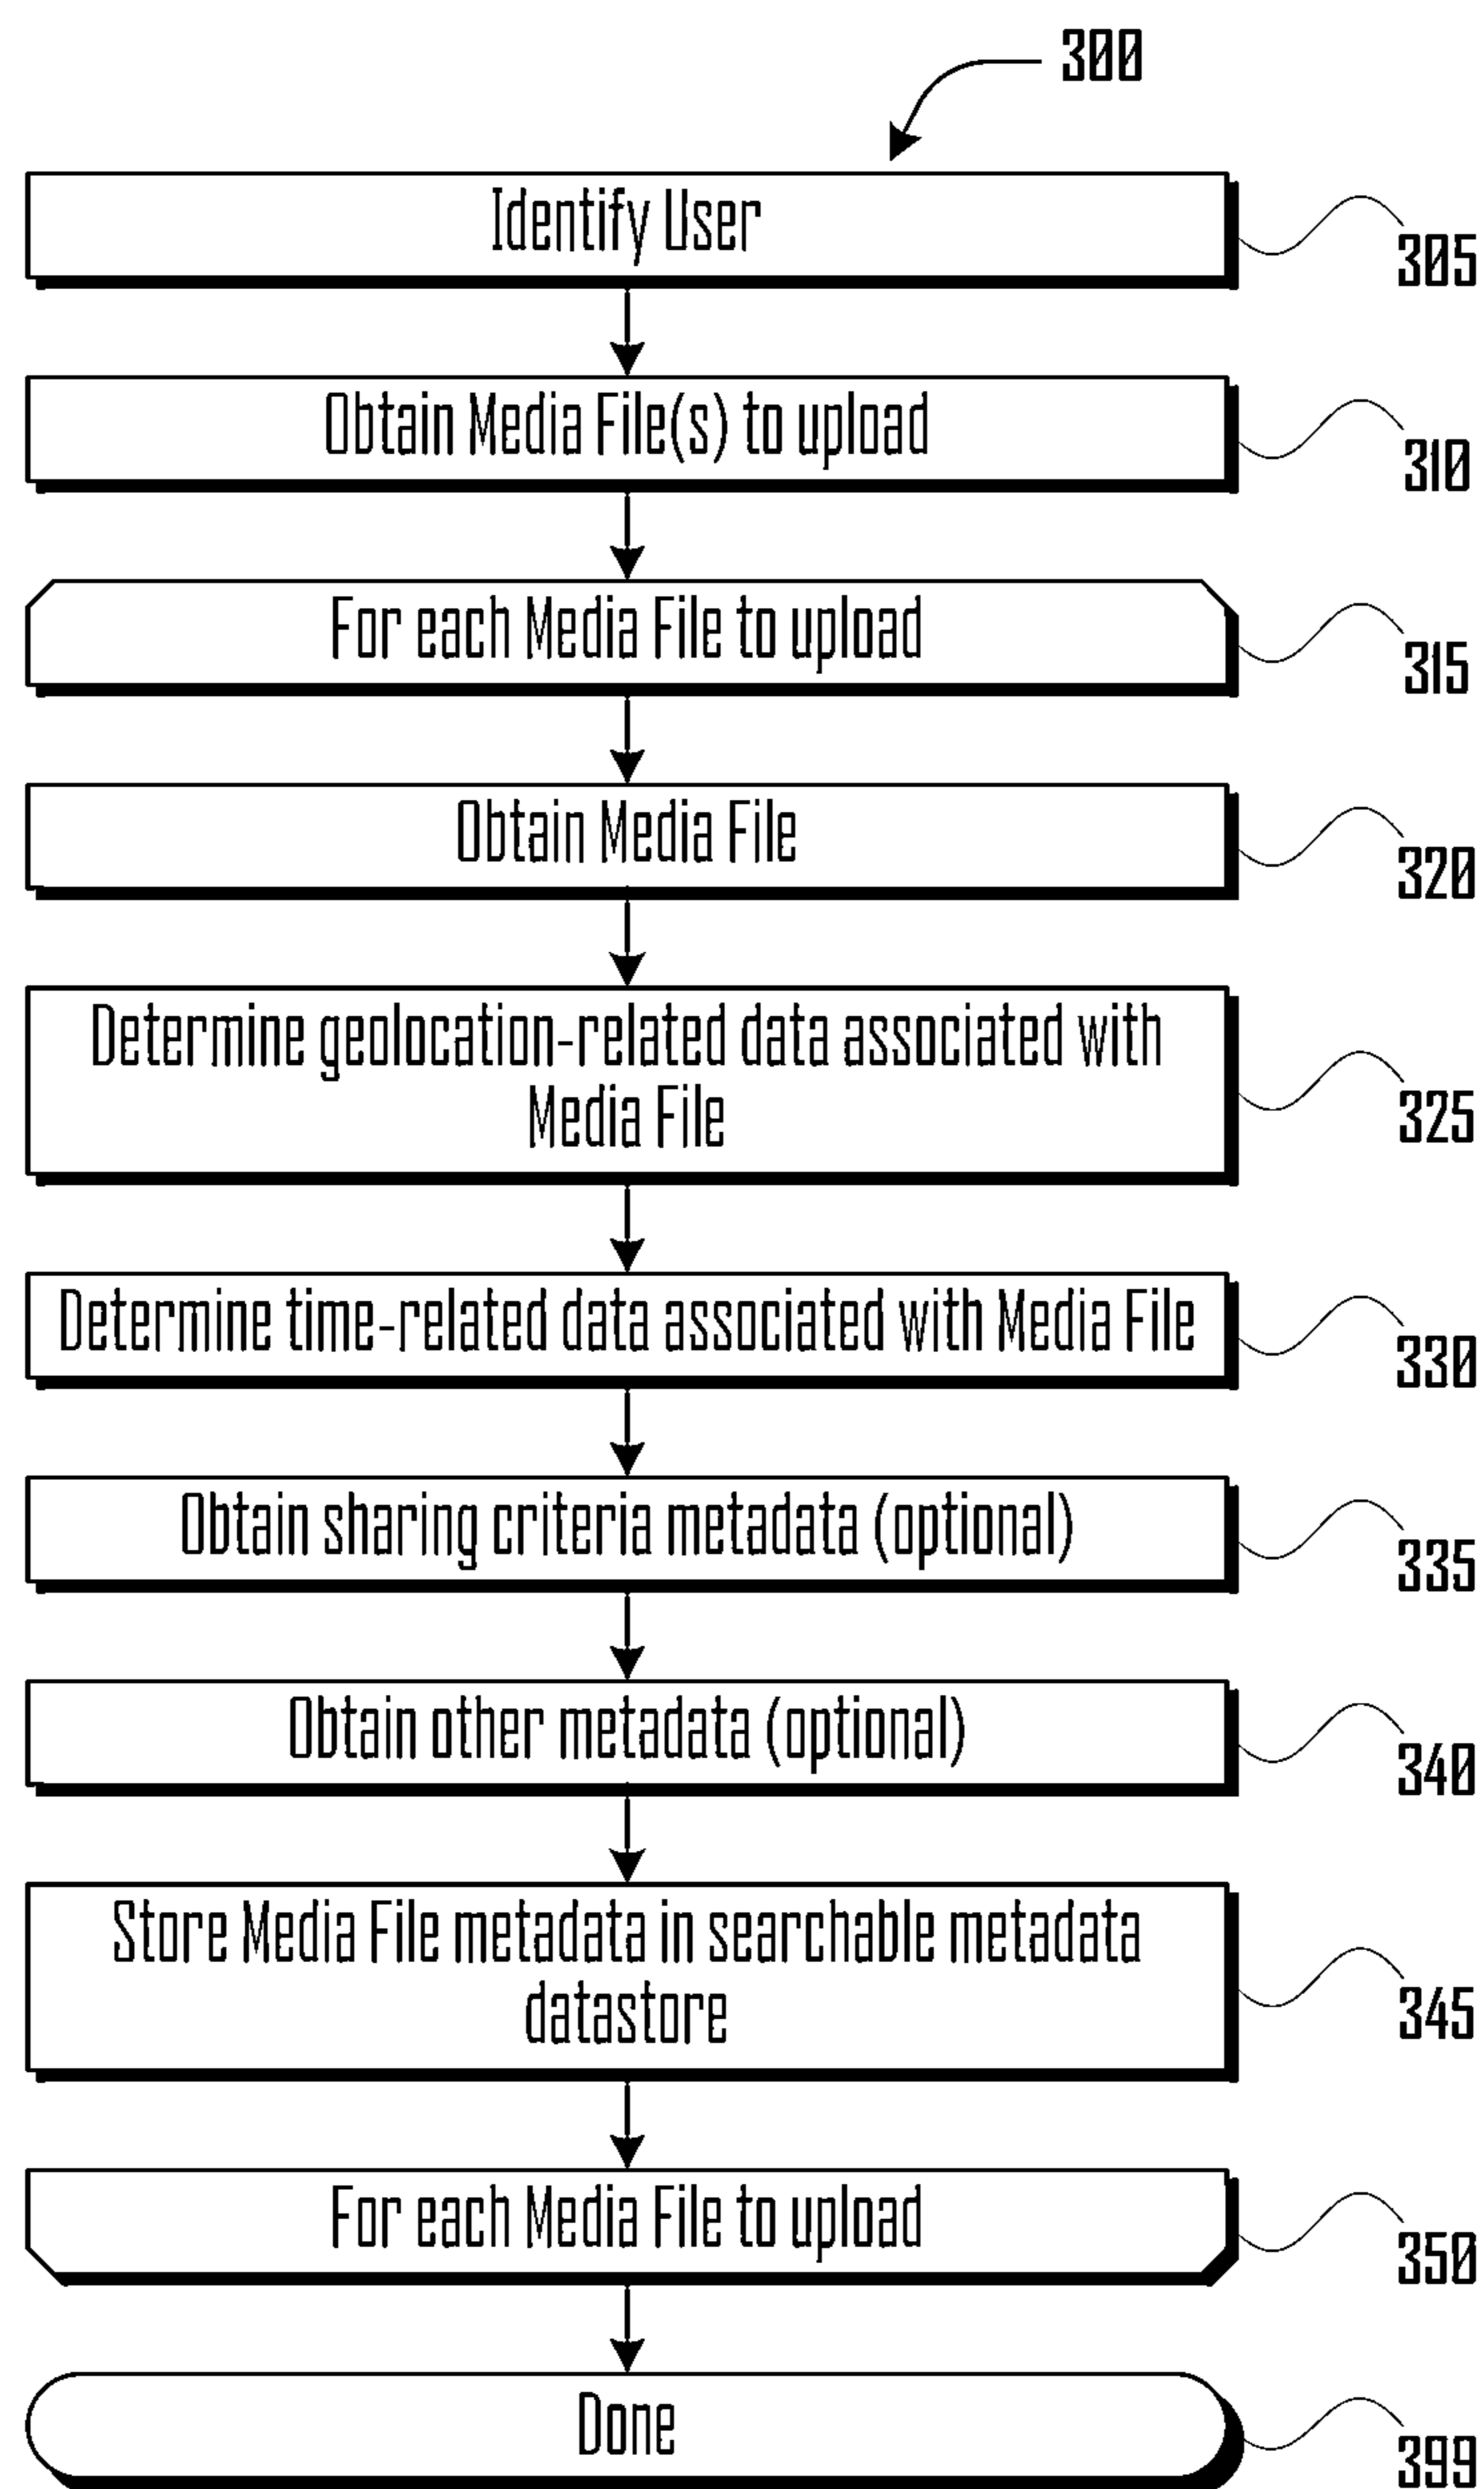 300
Identify User
305
Obtain Media File(s) to upload
310
For each Media File to upload
315
Obtain Media File
320
Determine geolocation-related data associated with
Media File
325
Determine time-related data associated with Media File
330
Obtain sharing criteria metadata (optional)
335
Obtain other metadata (optional)
340
Store Media File metadata in searchable metadata
datastore
345
For each Media File to upload
350
Done
399